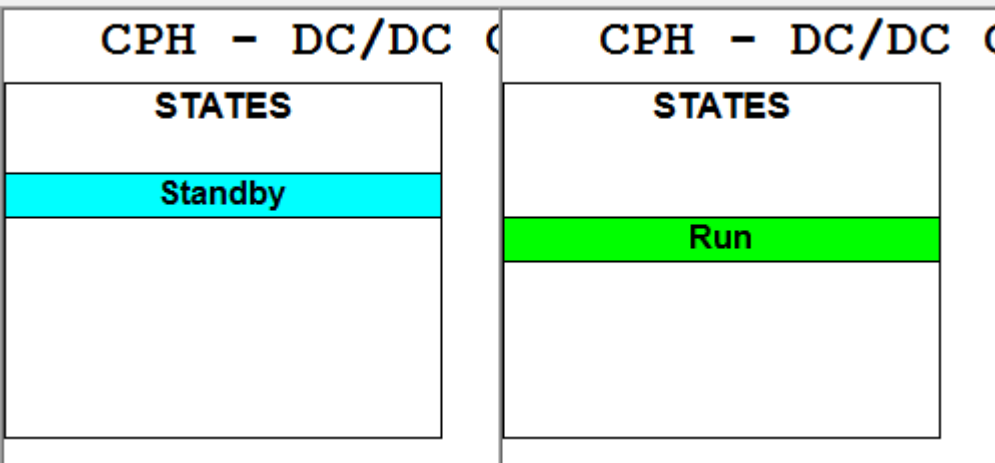 CPH - DC/DC
STATES
Standby
CPH - DC/DC
STATES
Run